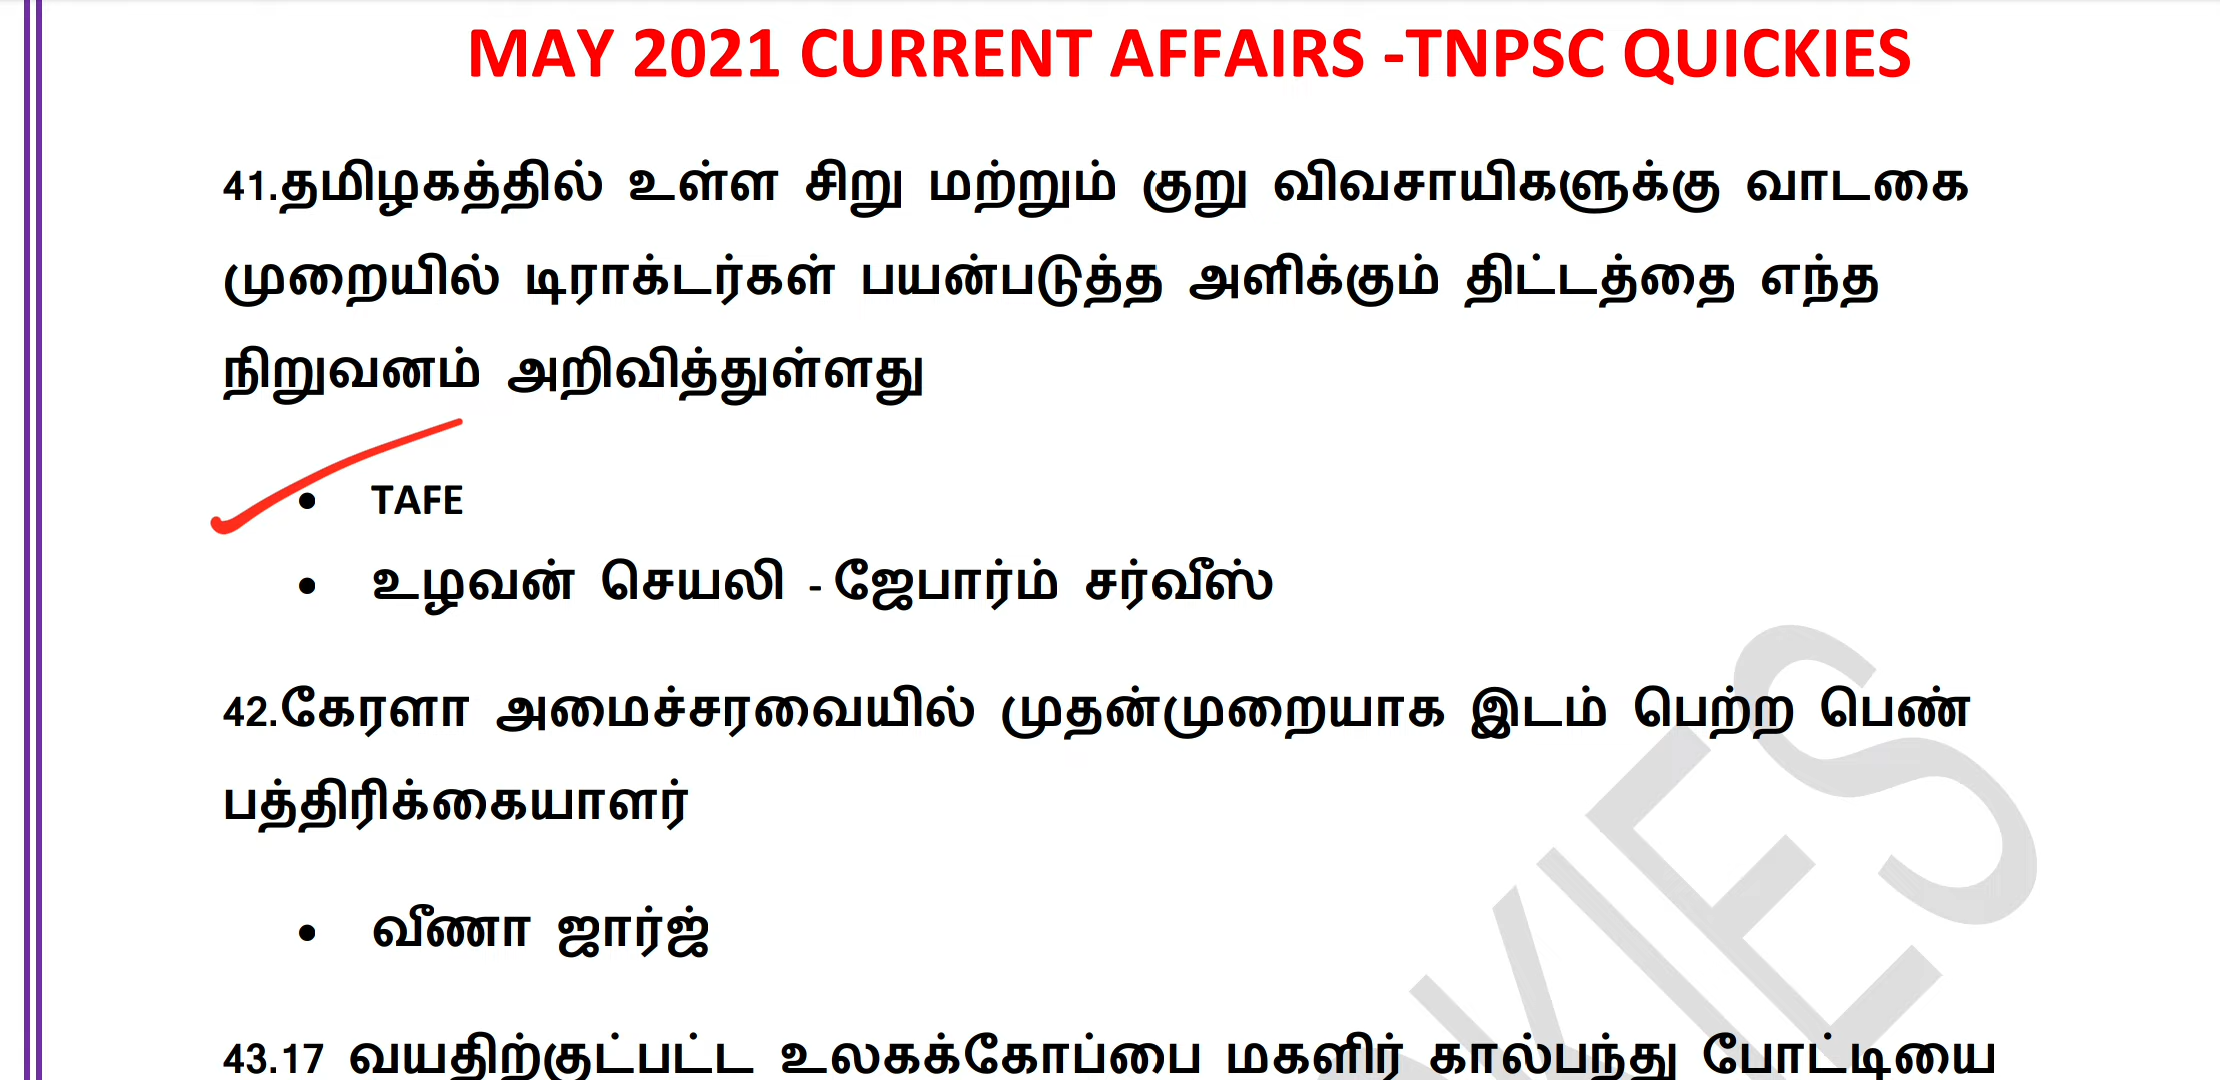 MAY 2021 CURRENT AFFAIRS -TNPSC QUICKIES
41.தமிழகத்தில் உள்ள சிறு மற்றும் குறு விவசாயிகளுக்கு வாடகை
முறையில் டிராக்டர்கள் பயன்படுத்த அளிக்கும் திட்டத்தை எந்த
நிறுவனம் அறிவித்துள்ளது
• TAFE
• உழவன் செயலி - ஜேபார்ம் சர்வீஸ்
42.கேரளா அமைச்சரவையில் முதன்முறையாக இடம் பெற்ற பெண்
பத்திரிக்கையாளர்
• வீணா ஜார்ஜ்
43.17 வயதிற்குட்பட்ட உலகக்கோப்பை மகளிர் கால்பந்து போட்டியை
KIES